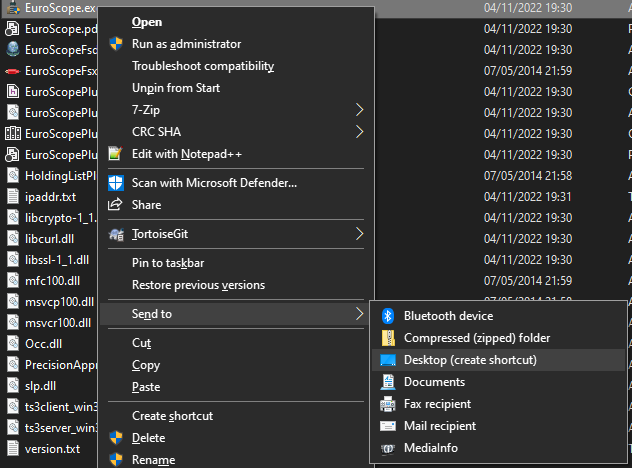 EuroScope.ex 04/11/2022 19:30
Open
EuroScope.pd 04/11/2022 19:30
EuroScopeFsd 04/11/2022 19:30
Run as administrator
EuroScopeFsx 07/05/2014 21:59
Troubleshoot compatibility
EuroScopePlu 04/11/2022 19:30
Unpin from Start
EuroScopePlu 04/11/2022 19:30
7-Zip
EuroScopePlu 04/11/2022 19:30
CRC SHA
EuroScopePlu 04/11/2022 19:30
Edit with Notepad++
HoldingListPl 07/05/2014 21:58
Scan with Microsoft Defender...
ipaddr.txt 04/11/2022 19:31
Share
libcrypto-1_1. 04/11/2022 19:30
libcurl.dll 04/11/2022 19:30
TortoiseGit
libssl-1_1.dll 04/11/2022 19:30
Pin to taskbar
mfc100.dll 07/05/2014 21:59
Restore previous versions
msvcp100.dll
msvcr100.dll
Send to
Occ.dll
Cut
PrecisionAppr
Copy
slp.dll
Paste
ts3client_win3
Create shortcut
ts3server_win3
Delete
version.txt
Rename
Bluetooth device
Compressed (zipped) folder
Desktop (create shortcut)
Documents
Fax recipient
Mail recipient
MediaInfo